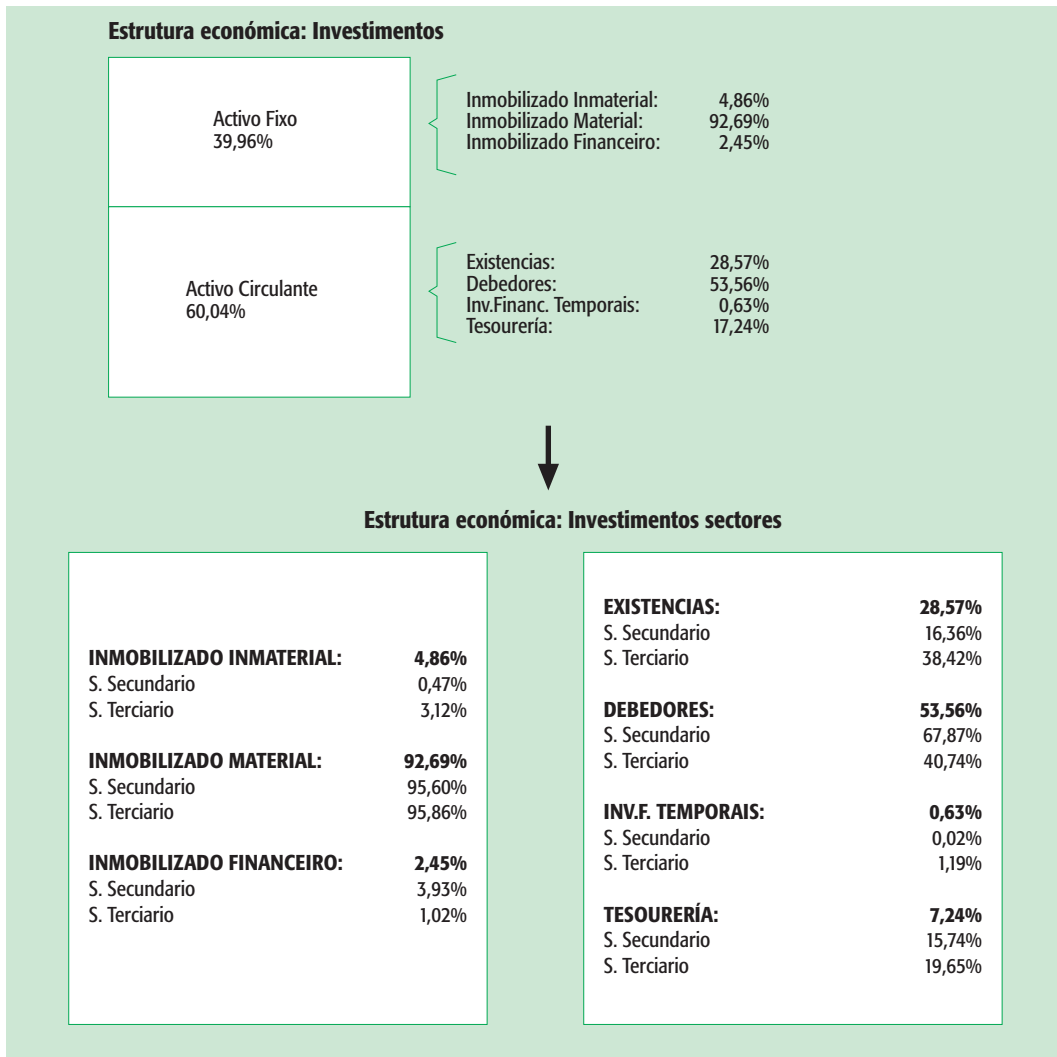 Estrutura económica: Investimentos
Activo Fixo
39,96%
Inmobilizado Inmaterial: 4,86%
Inmobilizado Material: 92,69%
Inmobilizado Financeiro: 2,45%
Activo Circulante
60,04%
Existencias: 28,57%
Debedores: 53,56%
Inv.Financ. Temporais: 0,63%
Tesourería: 17,24%
Estrutura económica: Investimentos sectores
INMOBILIZADO INMATERIAL: 4,86%
S. Secundario 0,47%
S. Terciario 3,12%
INMOBILIZADO MATERIAL: 92,69%
S. Secundario 95,60%
S. Terciario 95,86%
INMOBILIZADO FINANCEIRO: 2,45%
S. Secundario 3,93%
S. Terciario 1,02%
EXISTENCIAS: 28,57%
S. Secundario 16,36%
S. Terciario 38,42%
DEBEDORES: 53,56%
S. Secundario 67,87%
S. Terciario 40,74%
INV.F. TEMPORAIS: 0,63%
S. Secundario 0,02%
S. Terciario 1,19%
TESOURERÍA: 7,24%
S. Secundario 15,74%
S. Terciario 19,65%